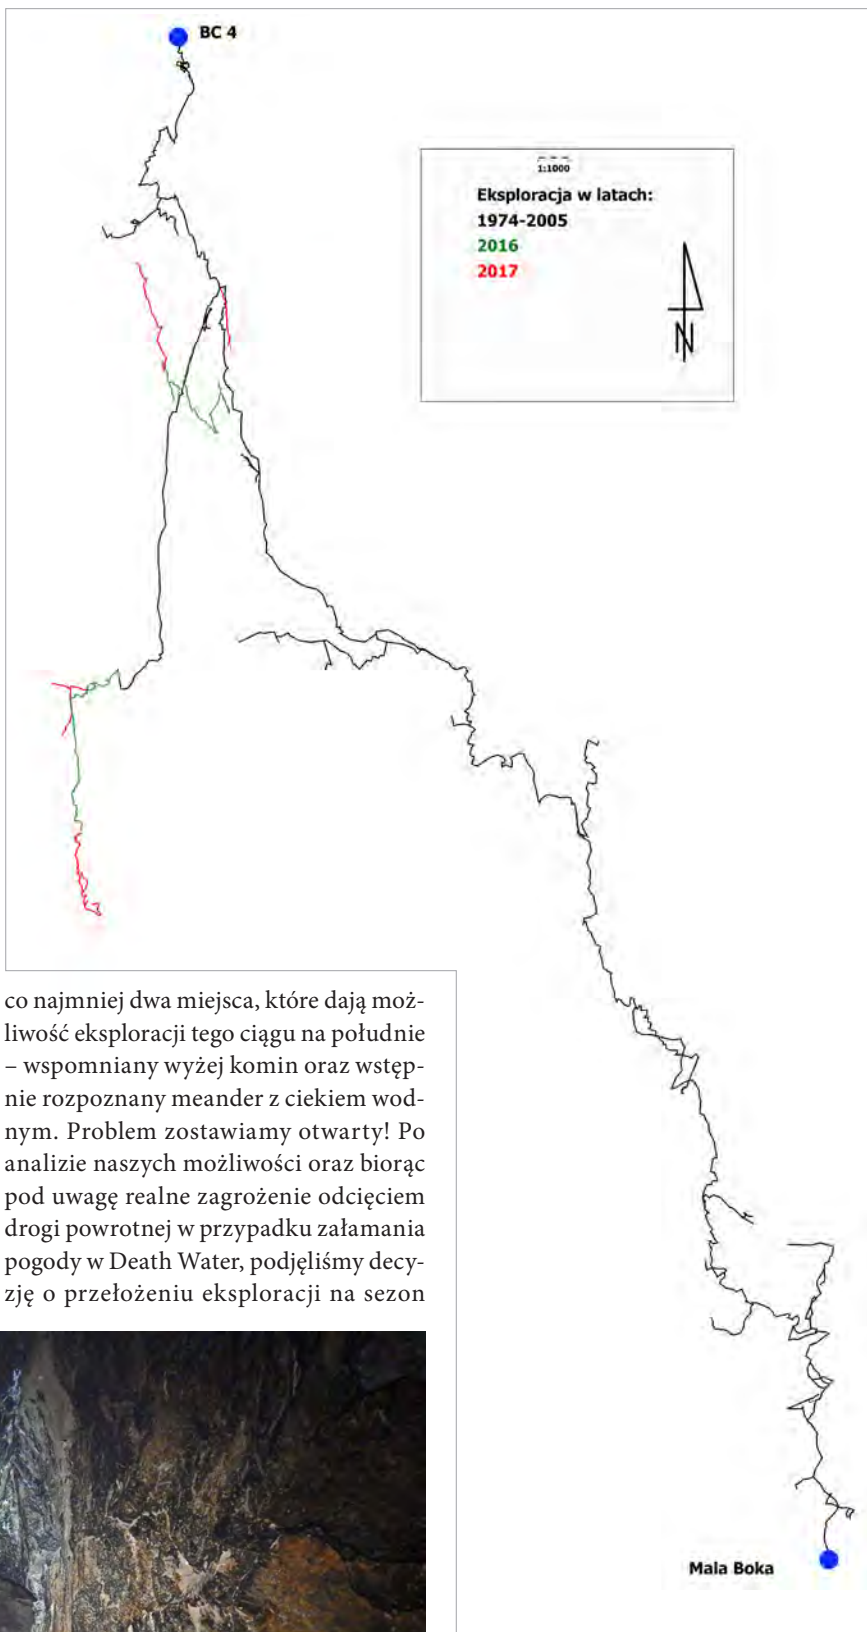 BC 4
1:1000
Eksploracja w latach:
1974-2005
2016
2017
N
co najmniej dwa miejsca, które dają moż-
liwość eksploracji tego ciągu na południe
– wspomniany wyżej komin oraz wstęp-
nie rozpoznany meander z ciekiem wod-
nym. Problem zostawiamy otwarty! Po
analizie naszych możliwości oraz biorąc
pod uwagę realne zagrożenie odcięciem
drogi powrotnej w przypadku załamania
pogody w Death Water, podjęliśmy decy-
zję o przełożeniu eksploracji na sezon
Mala Boka